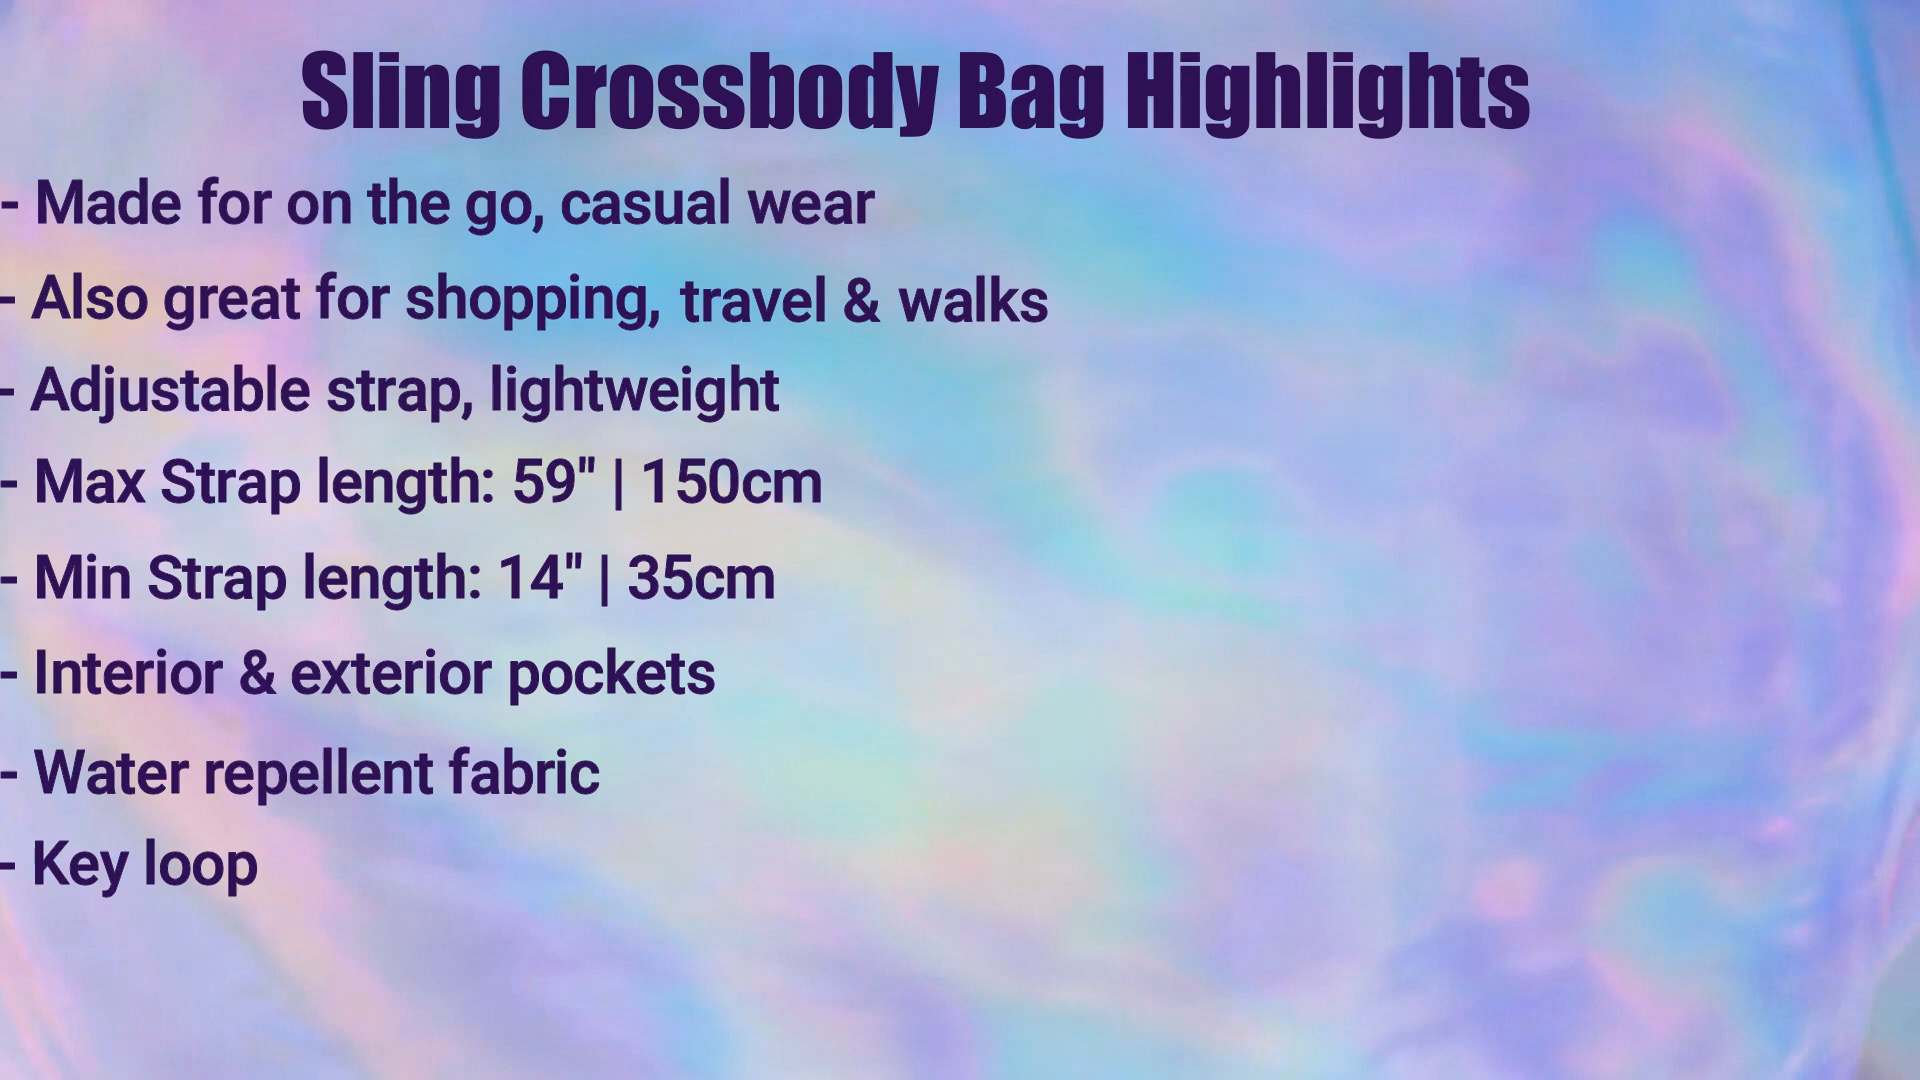 Sling Crossbody Bag Highlights
- Made for on the go, casual wear
- Also great for shopping, travel & walks
- Adjustable strap, lightweight
- Max Strap length: 59" | 150cm
- Min Strap length: 14" | 35cm
- Interior & exterior pockets
- Water repellent fabric
- Key loop